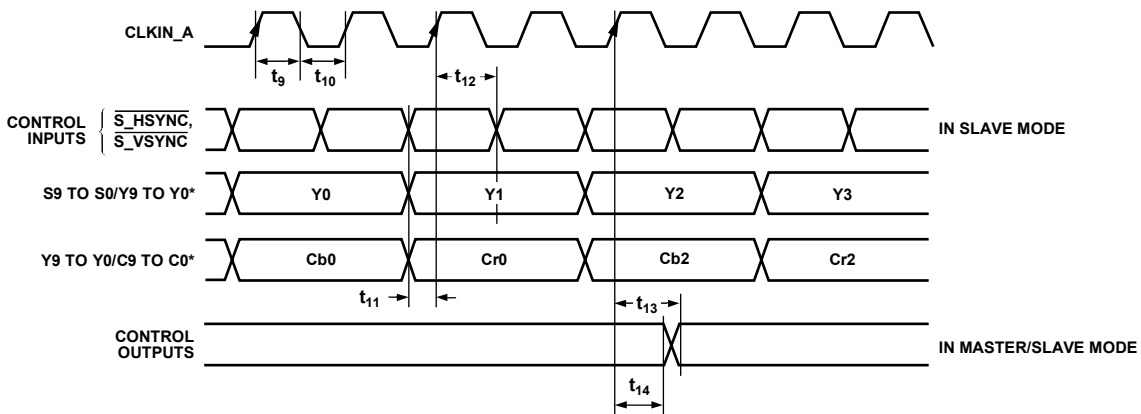 CLKIN_A
t9
t10
t12
CONTROL INPUTS
S_HSYNC,
S_VSYNC
IN SLAVE MODE
S9 TO S0/Y9 TO Y0*
Y0
Y1
Y2
Y3
Y9 TO Y0/C9 TO C0*
Cb0
Cr0
Cb2
Cr2
t11
t13
CONTROL OUTPUTS
IN MASTER/SLAVE MODE
t14